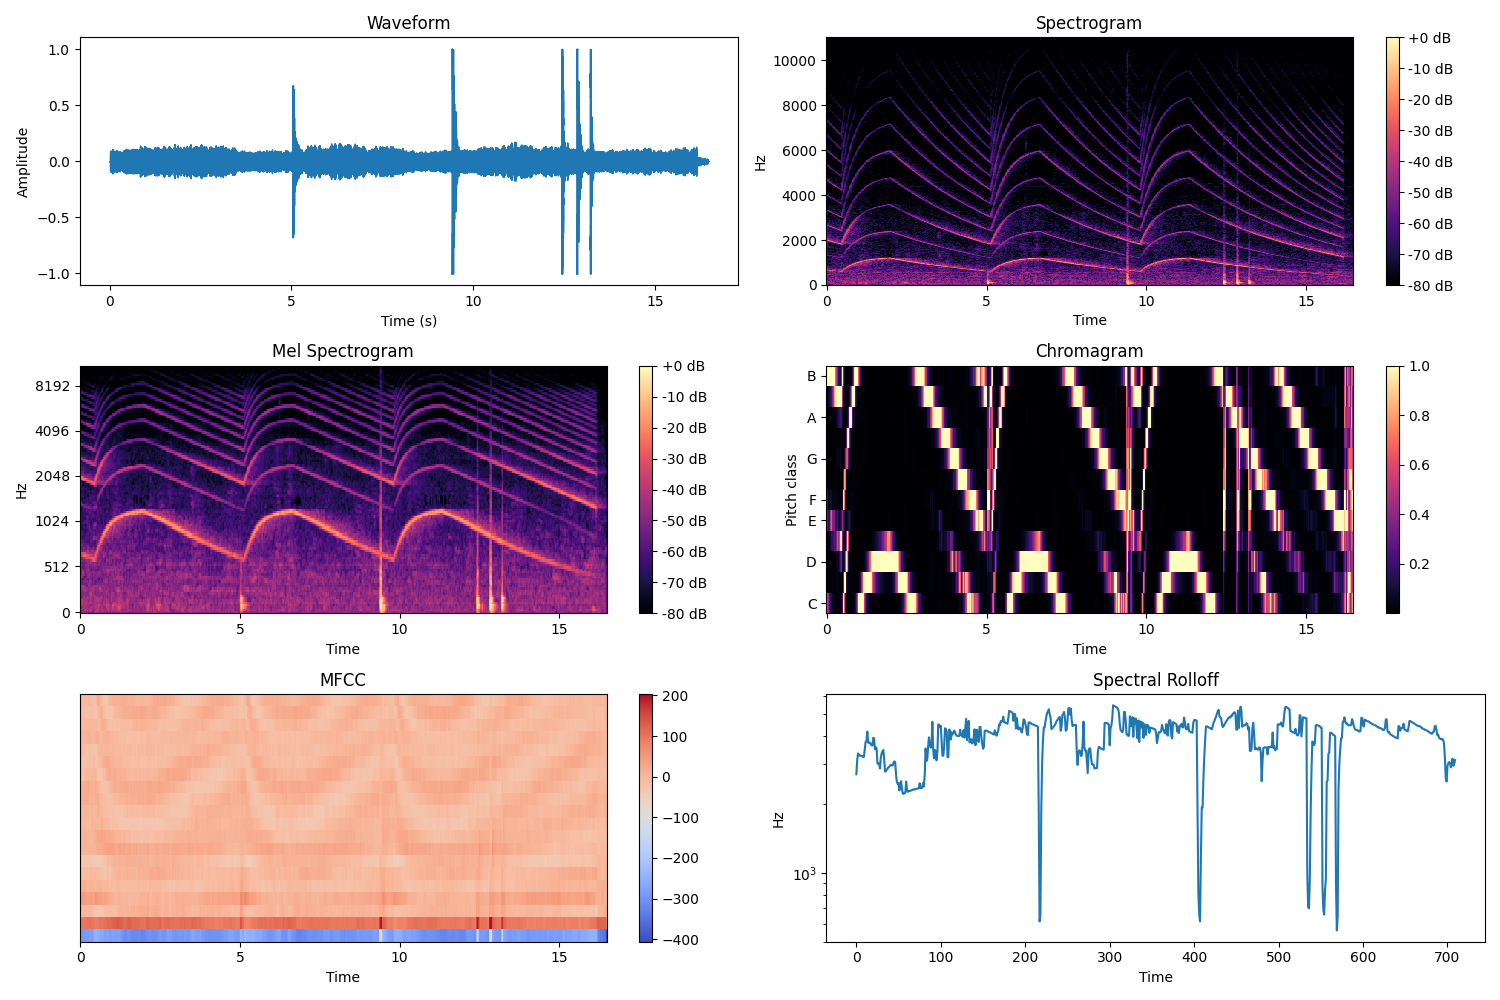 Waveform
Amplitude
1.0
0.5
0.0
−0.5
−1.0
0 5 10 15
Time (s)
Spectrogram
Hz
10000
8000
6000
4000
2000
0
0 5 10 15
Time
+0 dB
-10 dB
-20 dB
-30 dB
-40 dB
-50 dB
-60 dB
-70 dB
-80 dB
Mel Spectrogram
Hz
8192
4096
2048
1024
512
0
0 5 10 15
Time
+0 dB
-10 dB
-20 dB
-30 dB
-40 dB
-50 dB
-60 dB
-70 dB
-80 dB
Chromagram
Pitch class
B
A
G
F
E
D
C
0 5 10 15
Time
1.0
0.8
0.6
0.4
0.2
MFCC
0 5 10 15
Time
200
100
0
−100
−200
−300
−400
Spectral Rolloff
Hz
10³
0 100 200 300 400 500 600 700
Time